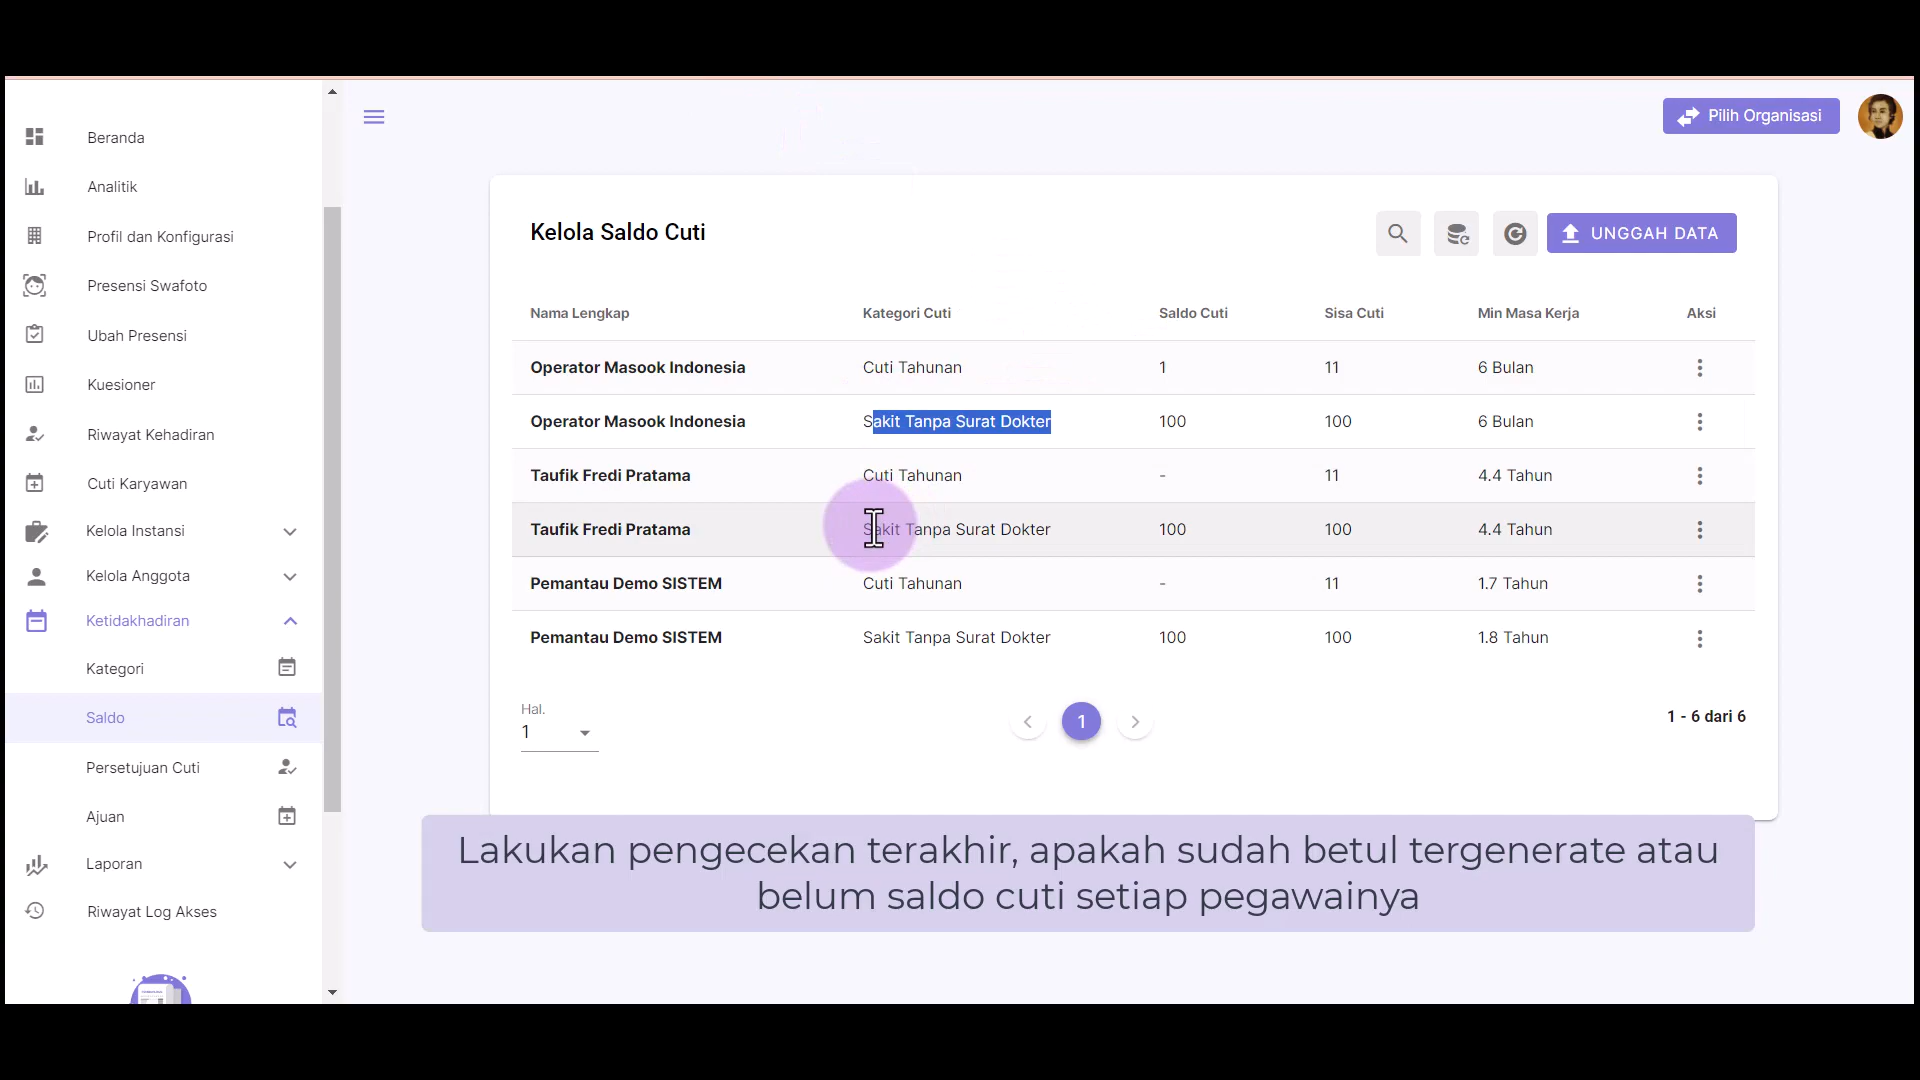 Beranda
Analitik
Profil dan Konfigurasi
Presensi Swafoto
Ubah Presensi
Kuesioner
Riwayat Kehadiran
Cuti Karyawan
Kelola Instansi
Kelola Anggota
Ketidakhadiran
Kategori
Saldo
Persetujuan Cuti
Ajuan
Laporan
Riwayat Log Akses
Pilih Organisasi
Kelola Saldo Cuti
UNGGAH DATA
Nama Lengkap Kategori Cuti Saldo Cuti Sisa Cuti Min Masa Kerja Aksi
Operator Masook Indonesia Cuti Tahunan 1 11 6 Bulan
Operator Masook Indonesia Sakit Tanpa Surat Dokter 100 100 6 Bulan
Taufik Fredi Pratama Cuti Tahunan - 11 4.4 Tahun
Taufik Fredi Pratama Sakit Tanpa Surat Dokter 100 100 4.4 Tahun
Pemantau Demo SISTEM Cuti Tahunan - 11 1.7 Tahun
Pemantau Demo SISTEM Sakit Tanpa Surat Dokter 100 100 1.8 Tahun
Hal.
1
1
1 - 6 dari 6
Lakukan pengecekan terakhir, apakah sudah betul tergenerate atau
belum saldo cuti setiap pegawainya